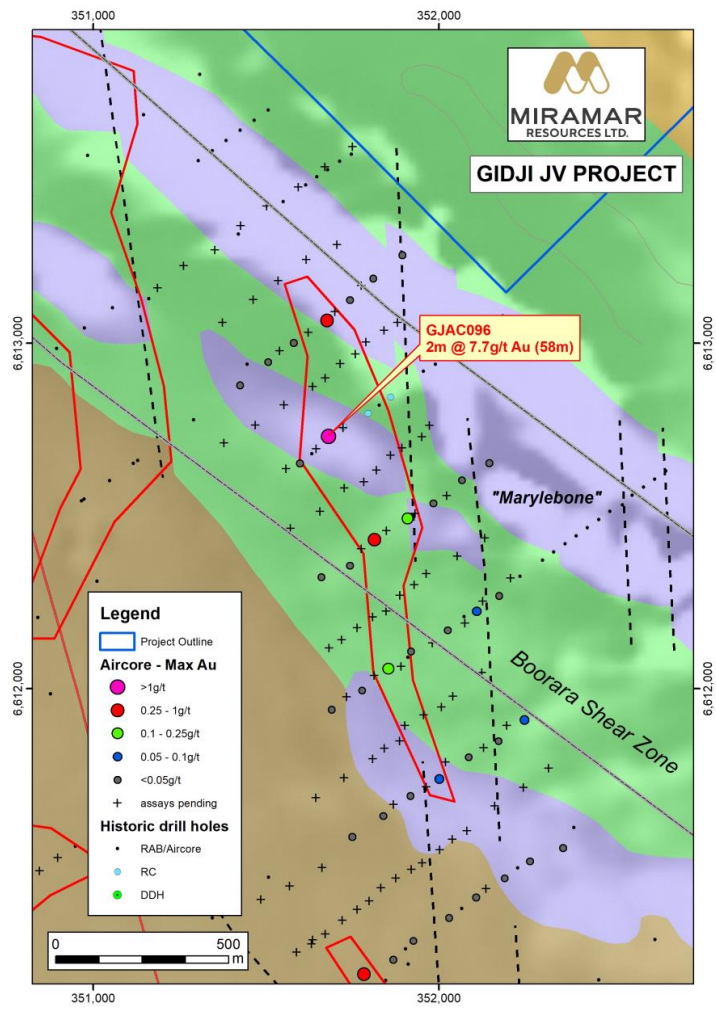 351,000
352,000
MIRAMAR
RESOURCES LTD.
GIDJI JV PROJECT
6,613,000
6,613,000
GJAC096
2m @ 7.7g/t Au (58m)
"Marylebone"
Boorara Shear Zone
6,612,000
6,612,000
Legend
Project Outline
Aircore - Max Au
>1g/t
0.25 - 1g/t
0.1 - 0.25g/t
0.05 - 0.1g/t
<0.05g/t
assays pending
Historic drill holes
RAB/Aircore
RC
DDH
0
500
m
351,000
352,000